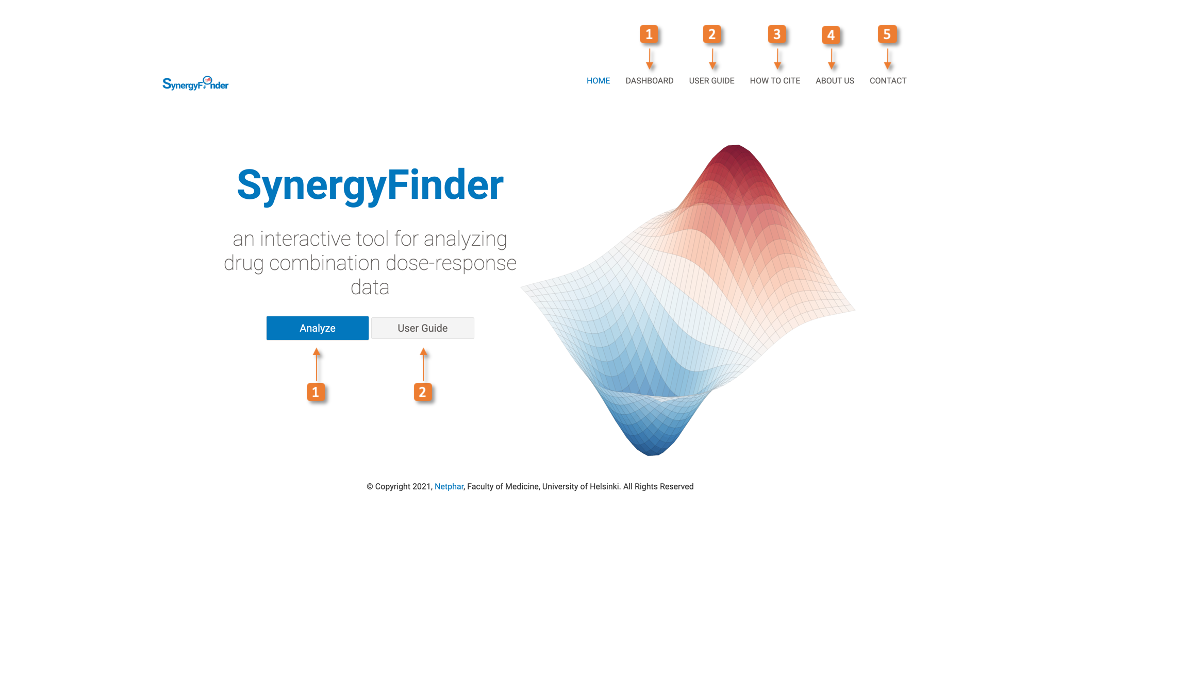 1 2 3 4 5
SynergyFinder
HOME DASHBOARD USER GUIDE HOW TO CITE ABOUT US CONTACT
SynergyFinder
an interactive tool for analyzing
drug combination dose-response
data
Analyze User Guide
1 2
© Copyright 2021, Netphar, Faculty of Medicine, University of Helsinki. All Rights Reserved